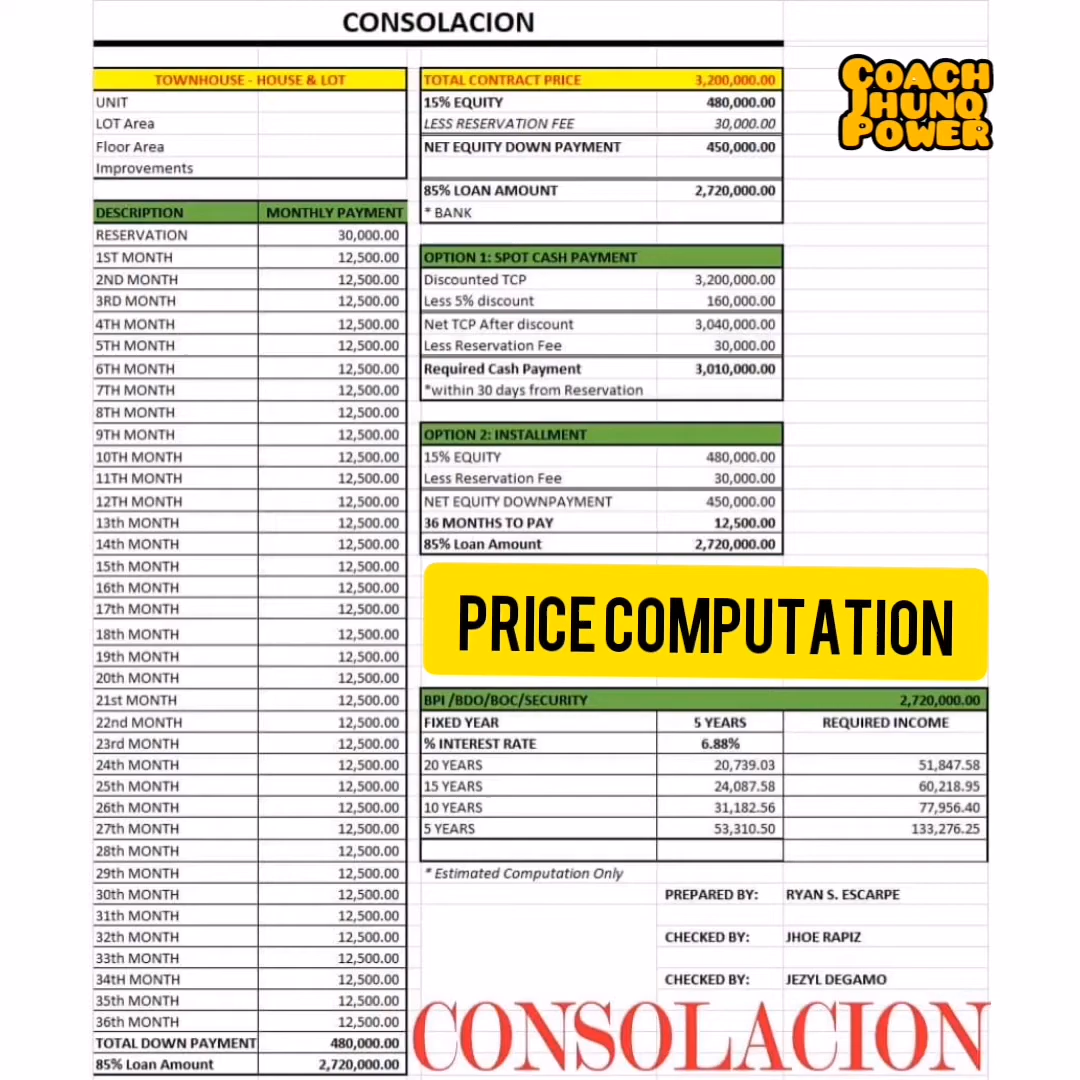 CONSOLACION
COACH
JHUNQ
POWER
TOWNHOUSE - HOUSE & LOT
UNIT
LOT Area
Floor Area
Improvements
DESCRIPTION MONTHLY PAYMENT
RESERVATION 30,000.00
1ST MONTH 12,500.00
2ND MONTH 12,500.00
3RD MONTH 12,500.00
4TH MONTH 12,500.00
5TH MONTH 12,500.00
6TH MONTH 12,500.00
7TH MONTH 12,500.00
8TH MONTH 12,500.00
9TH MONTH 12,500.00
10TH MONTH 12,500.00
11TH MONTH 12,500.00
12TH MONTH 12,500.00
13th MONTH 12,500.00
14th MONTH 12,500.00
15th MONTH 12,500.00
16th MONTH 12,500.00
17th MONTH 12,500.00
18th MONTH 12,500.00
19th MONTH 12,500.00
20th MONTH 12,500.00
21st MONTH 12,500.00
22nd MONTH 12,500.00
23rd MONTH 12,500.00
24th MONTH 12,500.00
25th MONTH 12,500.00
26th MONTH 12,500.00
27th MONTH 12,500.00
28th MONTH 12,500.00
29th MONTH 12,500.00
30th MONTH 12,500.00
31th MONTH 12,500.00
32th MONTH 12,500.00
33th MONTH 12,500.00
34tH MONTH 12,500.00
35th MONTH 12,500.00
36th MONTH 12,500.00
TOTAL DOWN PAYMENT 480,000.00
85% Loan Amount 2,720,000.00
TOTAL CONTRACT PRICE 3,200,000.00
15% EQUITY 480,000.00
LESS RESERVATION FEE 30,000.00
NET EQUITY DOWN PAYMENT 450,000.00
85% LOAN AMOUNT 2,720,000.00
* BANK
OPTION 1: SPOT CASH PAYMENT
Discounted TCP 3,200,000.00
Less 5% discount 160,000.00
Net TCP After discount 3,040,000.00
Less Reservation Fee 30,000.00
Required Cash Payment 3,010,000.00
*within 30 days from Reservation
OPTION 2: INSTALLMENT
15% EQUITY 480,000.00
Less Reservation Fee 30,000.00
NET EQUITY DOWNPAYMENT 450,000.00
36 MONTHS TO PAY 12,500.00
85% Loan Amount 2,720,000.00
PRICE COMPUTATION
BPI /BDO/BOC/SECURITY 2,720,000.00
FIXED YEAR 5 YEARS REQUIRED INCOME
% INTEREST RATE 6.88%
20 YEARS 20,739.03 51,847.58
15 YEARS 24,087.58 60,218.95
10 YEARS 31,182.56 77,956.40
5 YEARS 53,310.50 133,276.25
* Estimated Computation Only
PREPARED BY: RYAN S. ESCARPE
CHECKED BY: JHOE RAPIZ
CHECKED BY: JEZYL DEGAMO
CONSOLACION